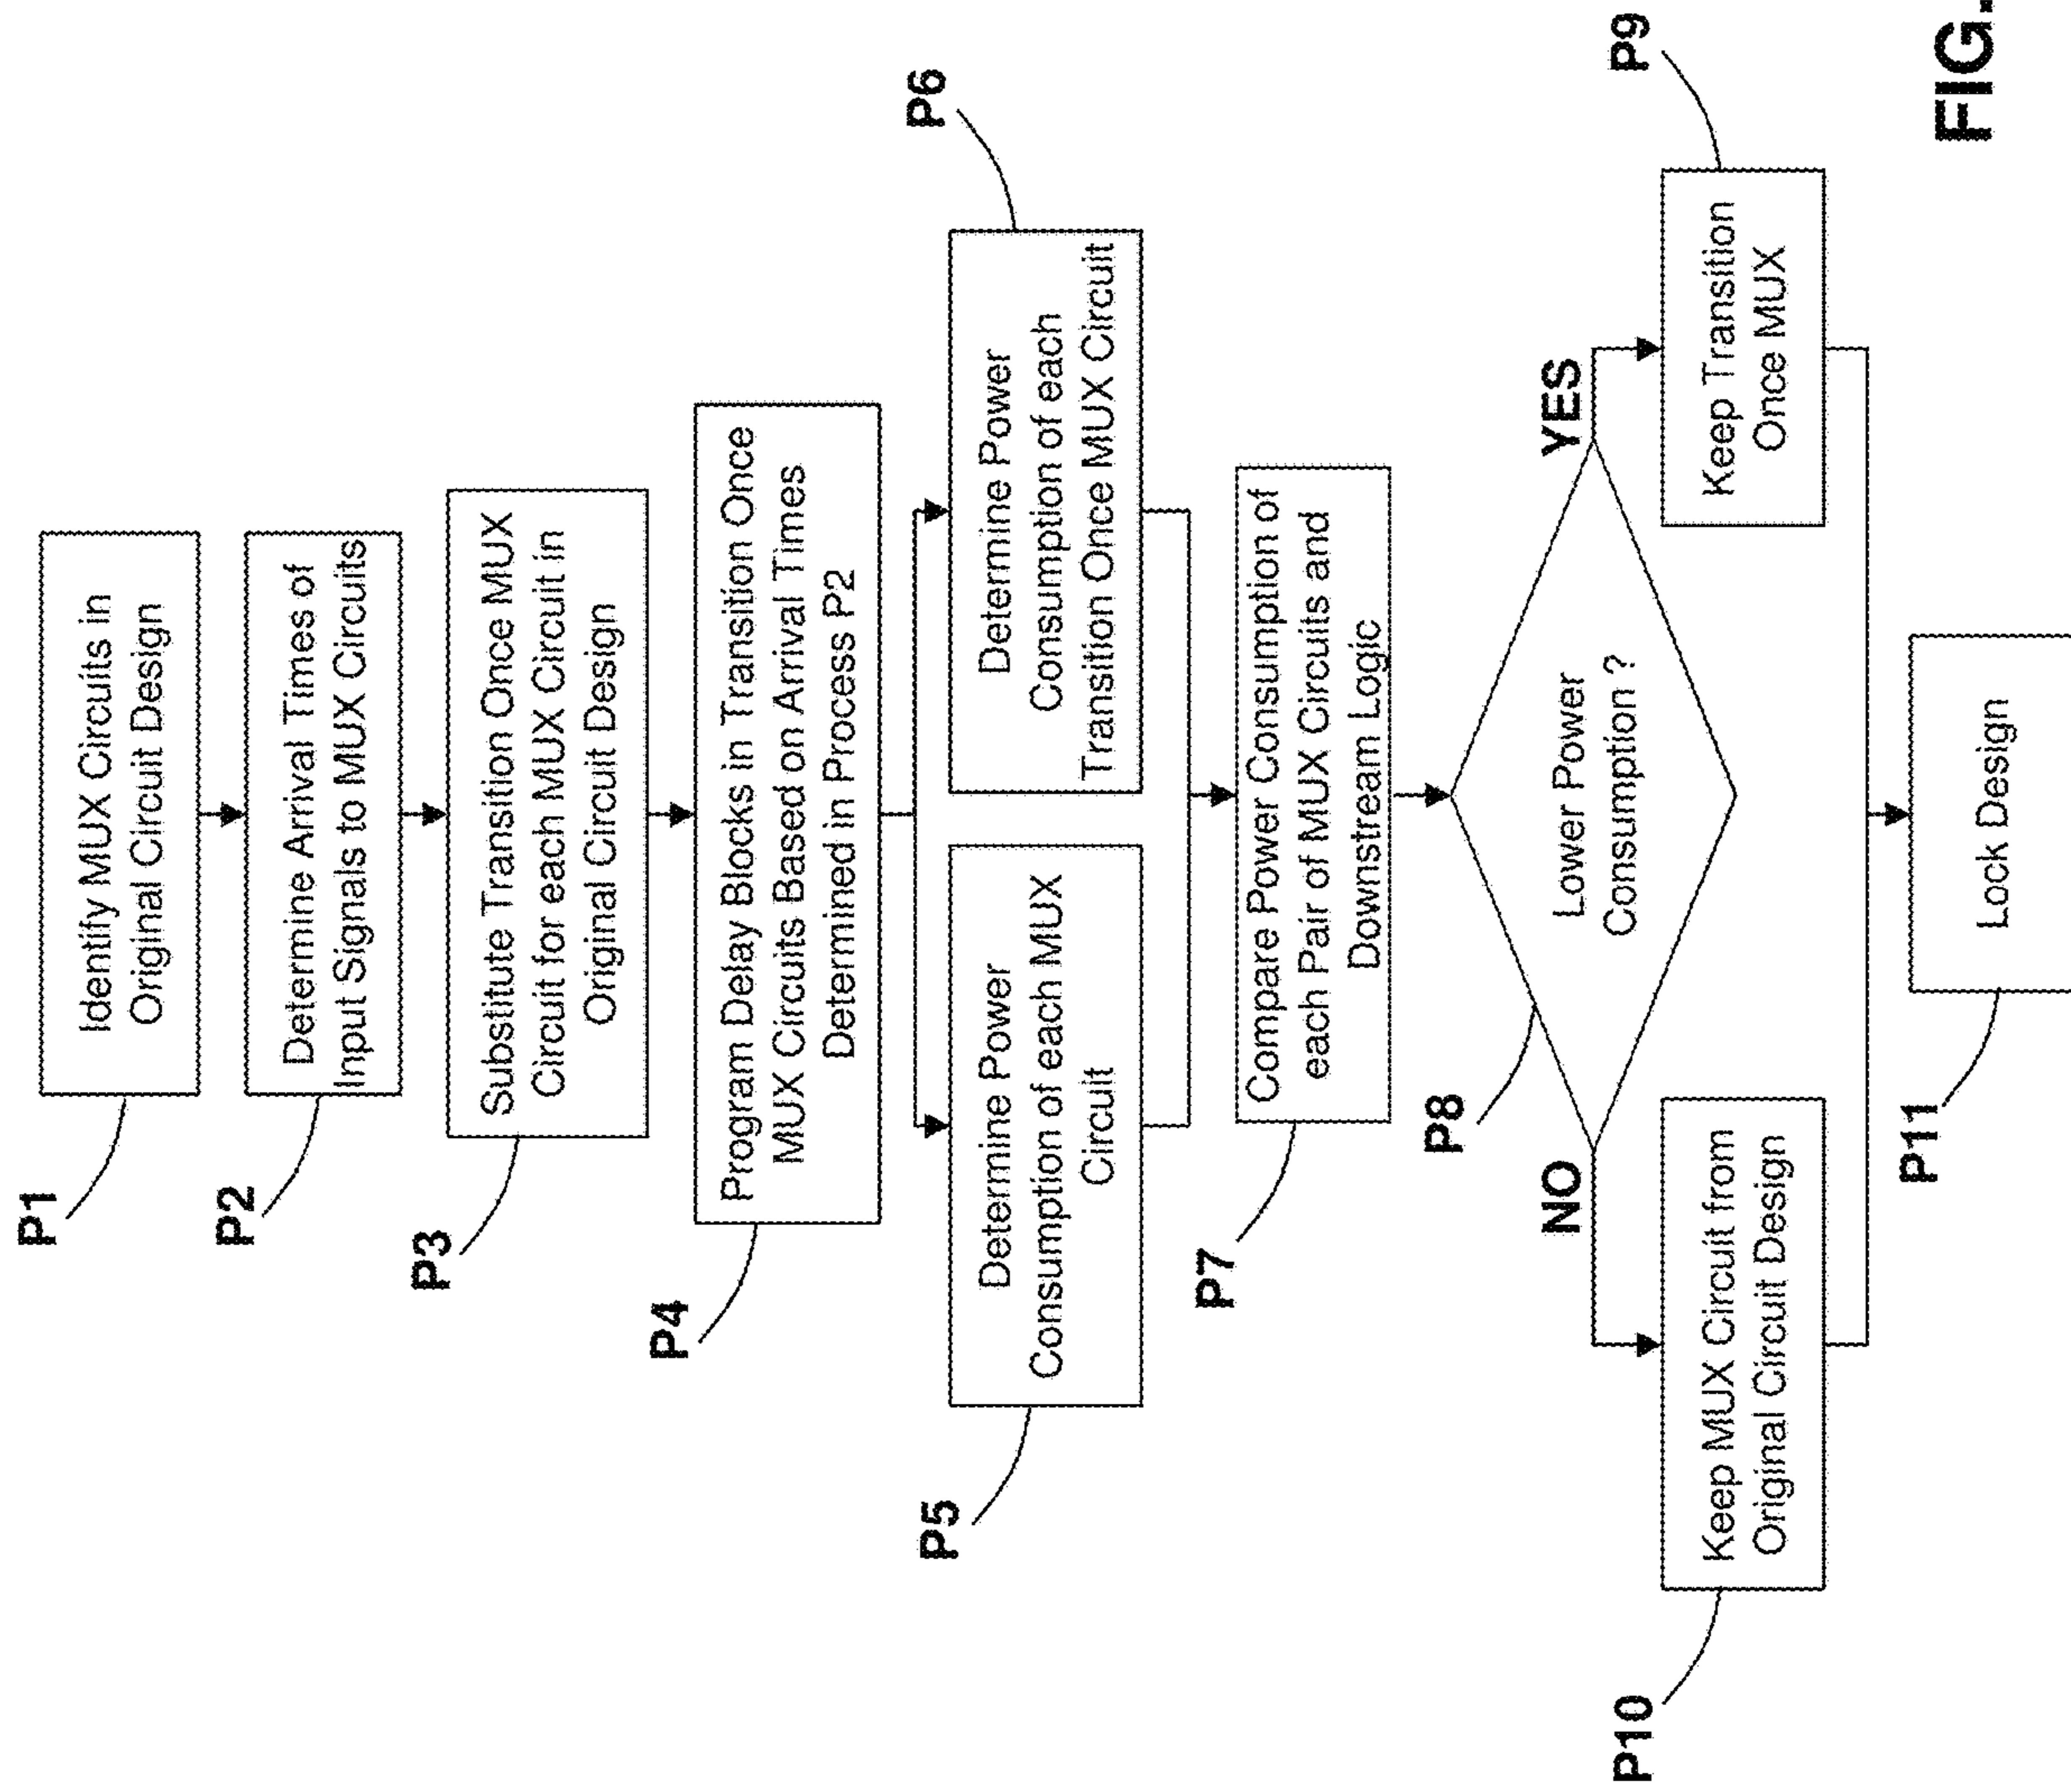 P1
Identify MUX Circuits in
Original Circuit Design
P2
Determine Arrival Times of
Input Signals to MUX Circuits
P3
Substitute Transition Once MUX
Circuit for each MUX Circuit in
Original Circuit Design
P4
Program Delay Blocks in Transition Once
MUX Circuits Based on Arrival Times
Determined in Process P2
P5
Determine Power
Consumption of each MUX
Circuit
P6
Determine Power
Consumption of each
Transition Once MUX Circuit
P7
Compare Power Consumption of
each Pair of MUX Circuits and
Downstream Logic
P8
Lower Power
Consumption ?
NO
YES
P10
Keep MUX Circuit from
Original Circuit Design
P9
Keep Transition
Once MUX
P11
Lock Design
FIG.